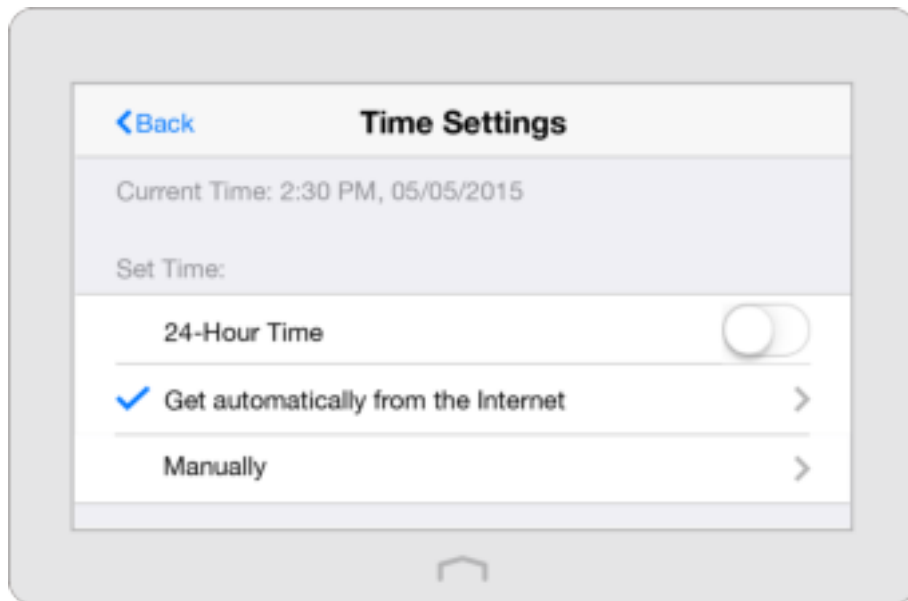 Back
Time Settings
Current Time: 2:30 PM, 05/05/2015
Set Time:
24-Hour Time
Get automatically from the Internet
Manually